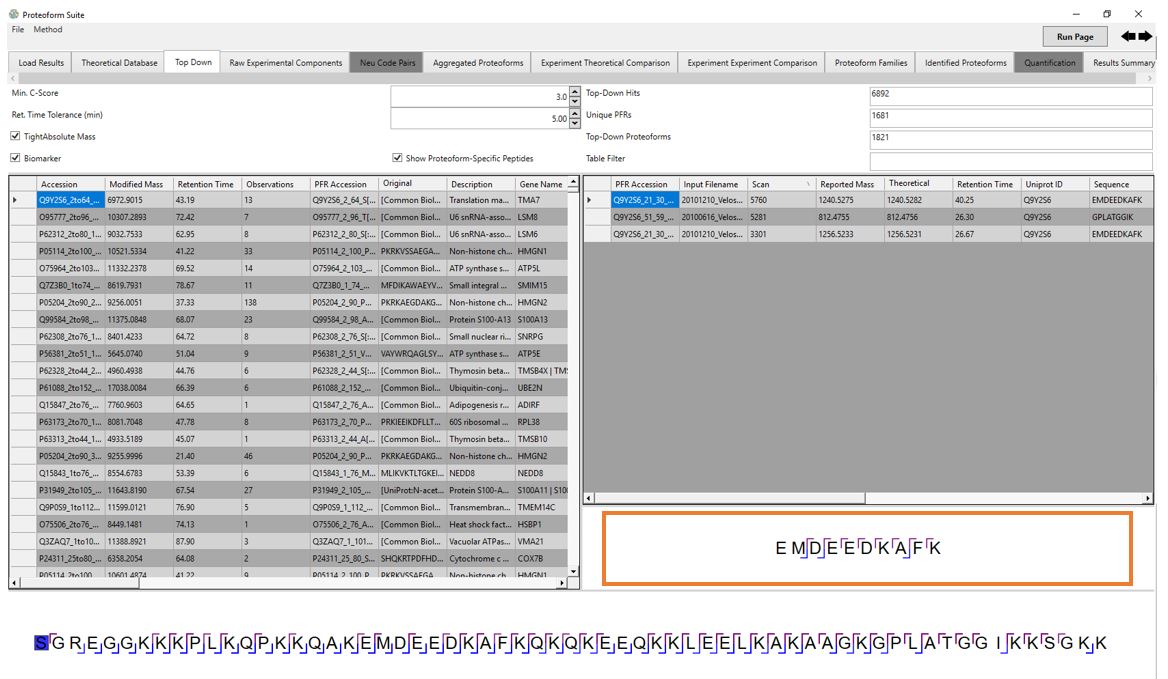 Proteoform Suite
File Method
Run Page
Load Results Theoretical Database Top Down Raw Experimental Components Neu Code Pairs Aggregated Proteoforms Experiment Theoretical Comparison Experiment Experiment Comparison Proteoform Families Identified Proteoforms Quantification Results Summary
Min. C-Score 3.0 Top-Down Hits 6892
Ret. Time Tolerance (min) 5.00 Unique PFRs 1681
TightAbsolute Mass Top-Down Proteoforms 1821
Biomarker Show Proteoform-Specific Peptides Table Filter
Accession Modified Mass Retention Time Observations PFR Accession Original Description Gene Name
Q9Y2S6_2to64_... 6972.9015 43.19 13 Q9Y2S6_2_64_S[... [Common Biol... Translation ma... TMA7
O95777_2to96_... 10307.2893 72.42 7 O95777_2_96_T[... [Common Biol... U6 snRNA-asso... LSM8
P62312_2to80_1... 9032.7533 62.95 8 P62312_2_80_S[... [Common Biol... U6 snRNA-asso... LSM6
P05114_2to100_... 10521.5334 41.22 33 P05114_2_100_P... PKRKVSSAEGA... Non-histone ch... HMGN1
O75964_2to103... 11332.2378 69.52 14 O75964_2_103_... [Common Biol... ATP synthase s... ATP5L
Q7Z3B0_1to74_... 8619.7931 78.67 11 Q7Z3B0_1_74_... MFDIKAWAEYV... Small integral ... SMIM15
P05204_2to90_2... 9256.0051 37.33 138 P05204_2_90_P... PKRKAEGDAKG... Non-histone ch... HMGN2
Q99584_2to98_... 11375.0848 68.07 23 Q99584_2_98_A... [Common Biol... Protein S100-A13 S100A13
P62308_2to76_1... 8401.4233 64.72 8 P62308_2_76_S[:... [Common Biol... Small nuclear ri... SNRPG
P56381_2to51_1... 5645.0740 51.04 9 P56381_2_51_V... VAYWRQAGLSY... ATP synthase s... ATP5E
P62328_2to44_2... 4960.4938 44.76 6 P62328_2_44_S[... [Common Biol... Thymosin beta... TMSB4X | TMS
P61088_2to152_... 17038.0084 66.39 6 P61088_2_152_... [Common Biol... Ubiquitin-conj... UBE2N
Q15847_2to76_... 7760.9603 64.65 1 Q15847_2_76_A... [Common Biol... Adipogenesis r... ADIRF
P63173_2to70_1... 8081.7048 47.78 8 P63173_2_70_P... PRKIEEIKDFLLT... 60S ribosomal ... RPL38
P63313_2to44_1... 4933.5189 45.07 1 P63313_2_44_A[... [Common Biol... Thymosin beta... TMSB10
P05204_2to90_3... 9255.9996 21.40 46 P05204_2_90_P... PKRKAEGDAKG... Non-histone ch... HMGN2
Q15843_1to76_... 8554.6783 53.39 6 Q15843_1_76_M... MLIKVKTLTGKEI... NEDD8 NEDD8
P31949_2to105_... 11643.8190 67.54 27 P31949_2_105_... [UniProt:N-acet... Protein S100-A... S100A11 | S100
Q9P0S9_1to112... 11599.0121 76.90 5 Q9P0S9_1_112_... [Common Biol... Transmembran... TMEM14C
O75506_2to76_... 8449.1481 74.13 1 O75506_2_76_A... [Common Biol... Heat shock fact... HSBP1
Q3ZAQ7_1to10... 11388.8921 87.90 3 Q3ZAQ7_1_101... [Common Biol... Vacuolar ATPas... VMA21
P24311_25to80_... 6358.2054 64.08 2 P24311_25_80_S... SHQKRTPDFHD... Cytochrome c ... COX7B
P05114_2to100_... 10601.4874 41.22 9 P05114_2_100_P... PKRKVSSAEGA... Non-histone ch... HMGN1
PFR Accession Input Filename Scan Reported Mass Theoretical Retention Time Uniprot ID Sequence
Q9Y2S6_21_30_... 20101210_Velos... 5760 1240.5275 1240.5282 40.25 Q9Y2S6 EMDEEDKAFK
Q9Y2S6_51_59_... 20100616_Velos... 5281 812.4755 812.4756 26.30 Q9Y2S6 GPLATGGIK
Q9Y2S6_21_30_... 20101210_Velos... 3301 1256.5233 1256.5231 26.67 Q9Y2S6 EMDEEDKAFK
EMDEEDKAFK
SGREGGKKKPLKQPKKQAKEMDEEDKAFKQKQKEEQKKLEELKAKAAGKGPLATGGIKKSGKK